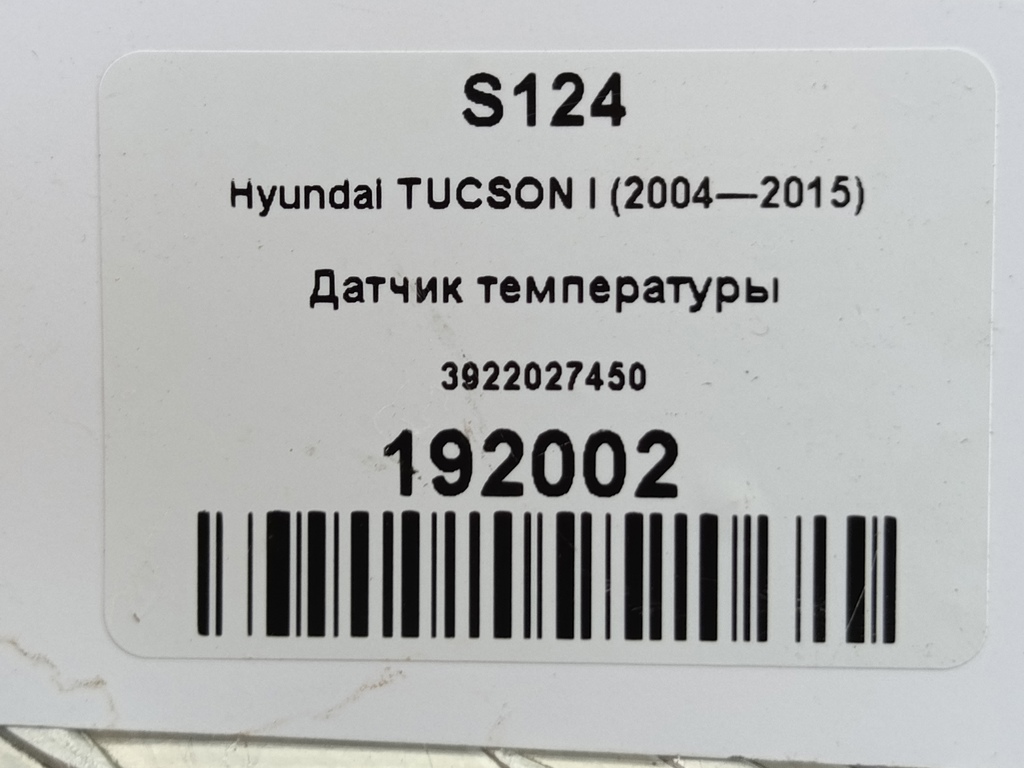 S124
Hyundai TUCSON I (2004—2015)
Датчик температуры
3922027450
192002